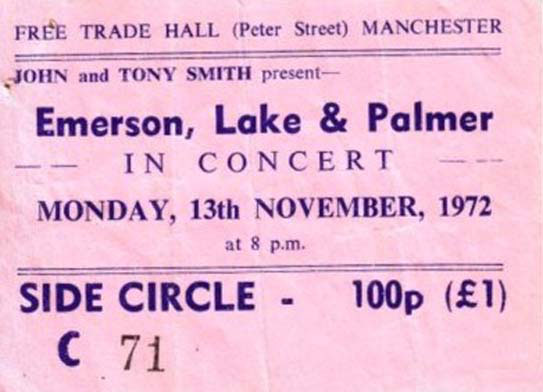 FREE TRADE HALL (Peter Street) MANCHESTER
JOHN and TONY SMITH present—
Emerson, Lake & Palmer
IN CONCERT
MONDAY, 13th NOVEMBER, 1972
at 8 p.m.
SIDE CIRCLE - 100p (£1)
C 71